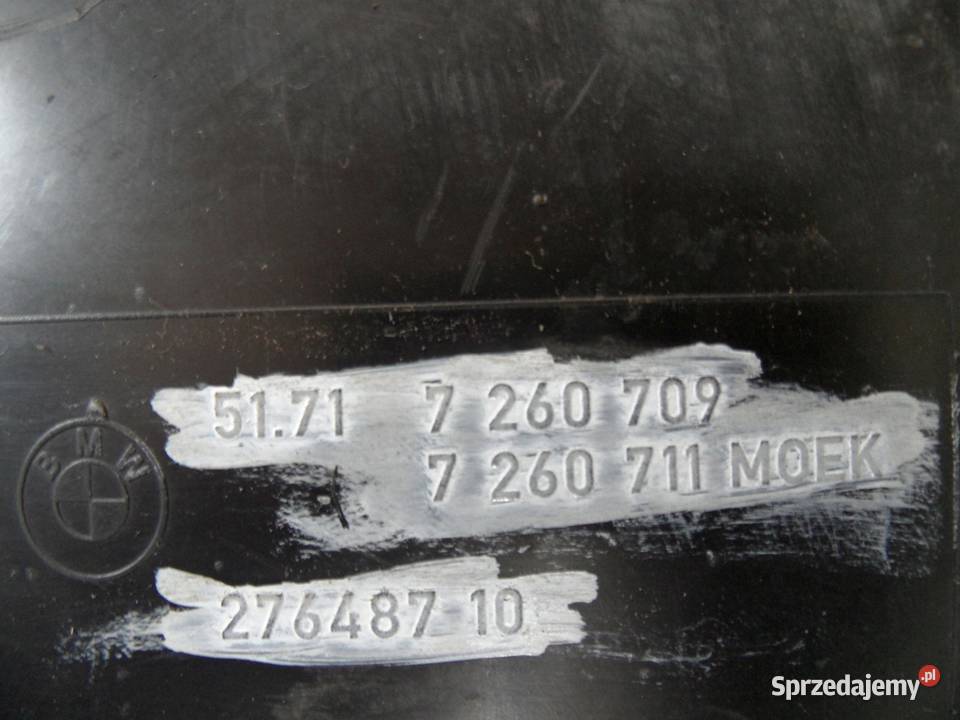 51.71 7 260 709
7 260 711 MOEK
BMW
276487 10
Sprzedajemy.pl